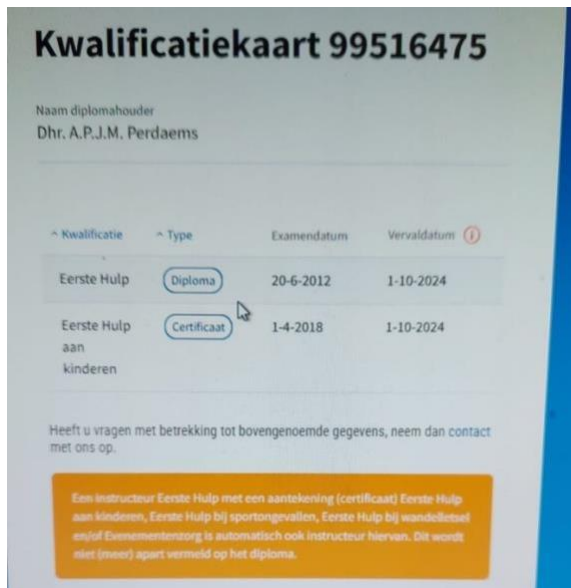 Kwalificatiekaart 99516475
Naam diplomahouder
Dhr. A.P.J.M. Perdaems
Kwalificatie Type Examendatum Vervaldatum
Eerste Hulp Diploma 20-6-2012 1-10-2024
Eerste Hulp Certificaat 1-4-2018 1-10-2024
aan
kinderen
Heeft u vragen met betrekking tot bovengenoemde gegevens, neem dan contact
met ons op.
Een instructeur Eerste Hulp met een aantekening (certificaat) Eerste Hulp
aan kinderen, Eerste Hulp bij sportongevallen, Eerste Hulp bij wandelletsel
en/of Evenementenzorg is automatisch ook instructeur hiervan. Dit wordt
niet (meer) apart vermeld op het diploma.